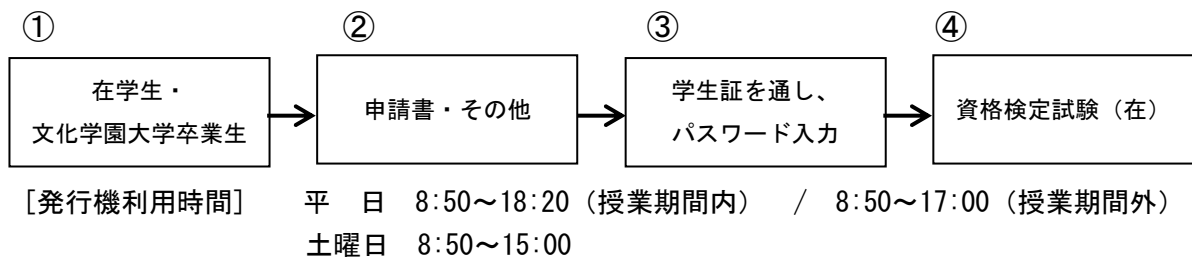 ①
②
③
④
在学生・
文化学園大学卒業生
申請書・その他
学生証を通し、
パスワード入力
資格検定試験（在）
［発行機利用時間］　平　日　8:50～18:20（授業期間内）　/　8:50～17:00（授業期間外）
土曜日　8:50～15:00